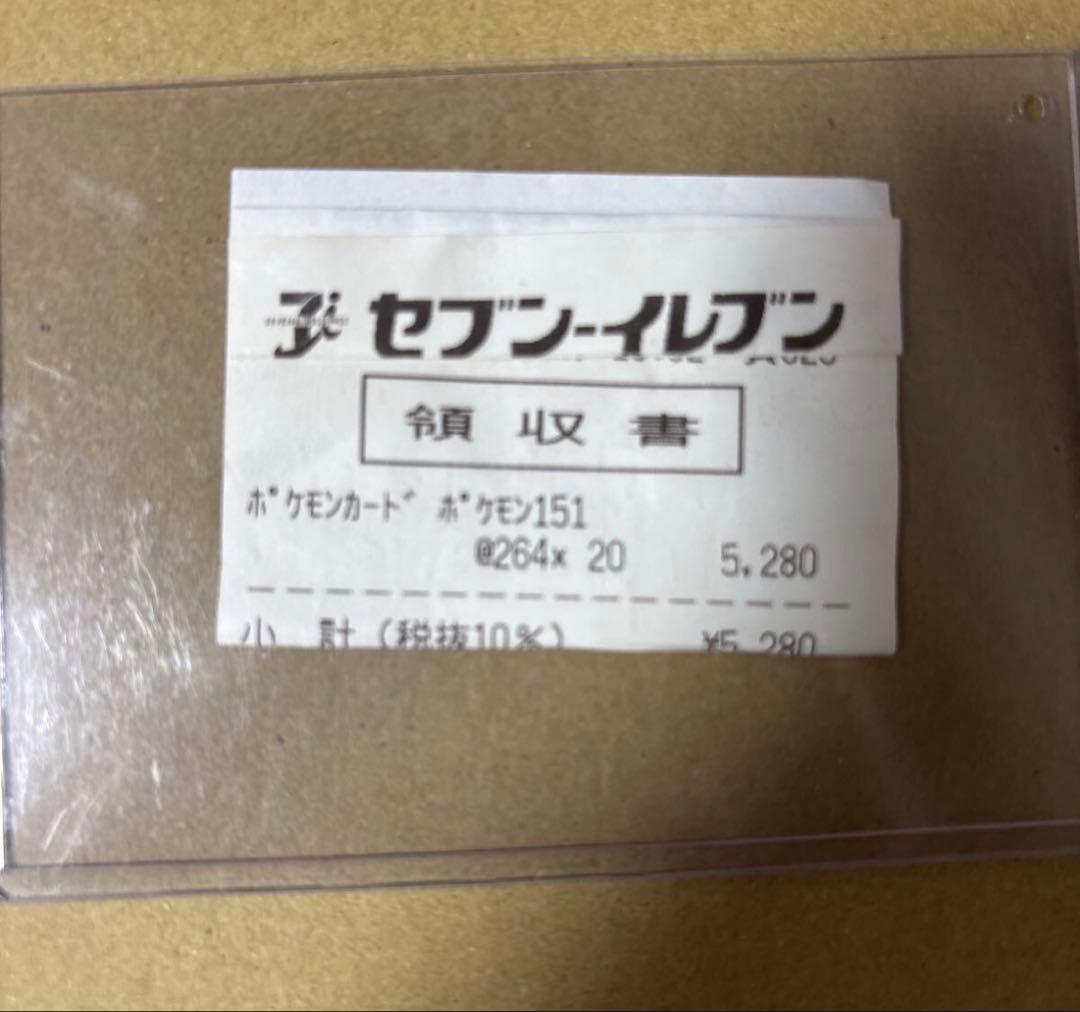 セブン-イレブン
領収書
ポケモンカード ポケモン151
@264x 20 5,280
小 計(税抜10%) ¥5,280